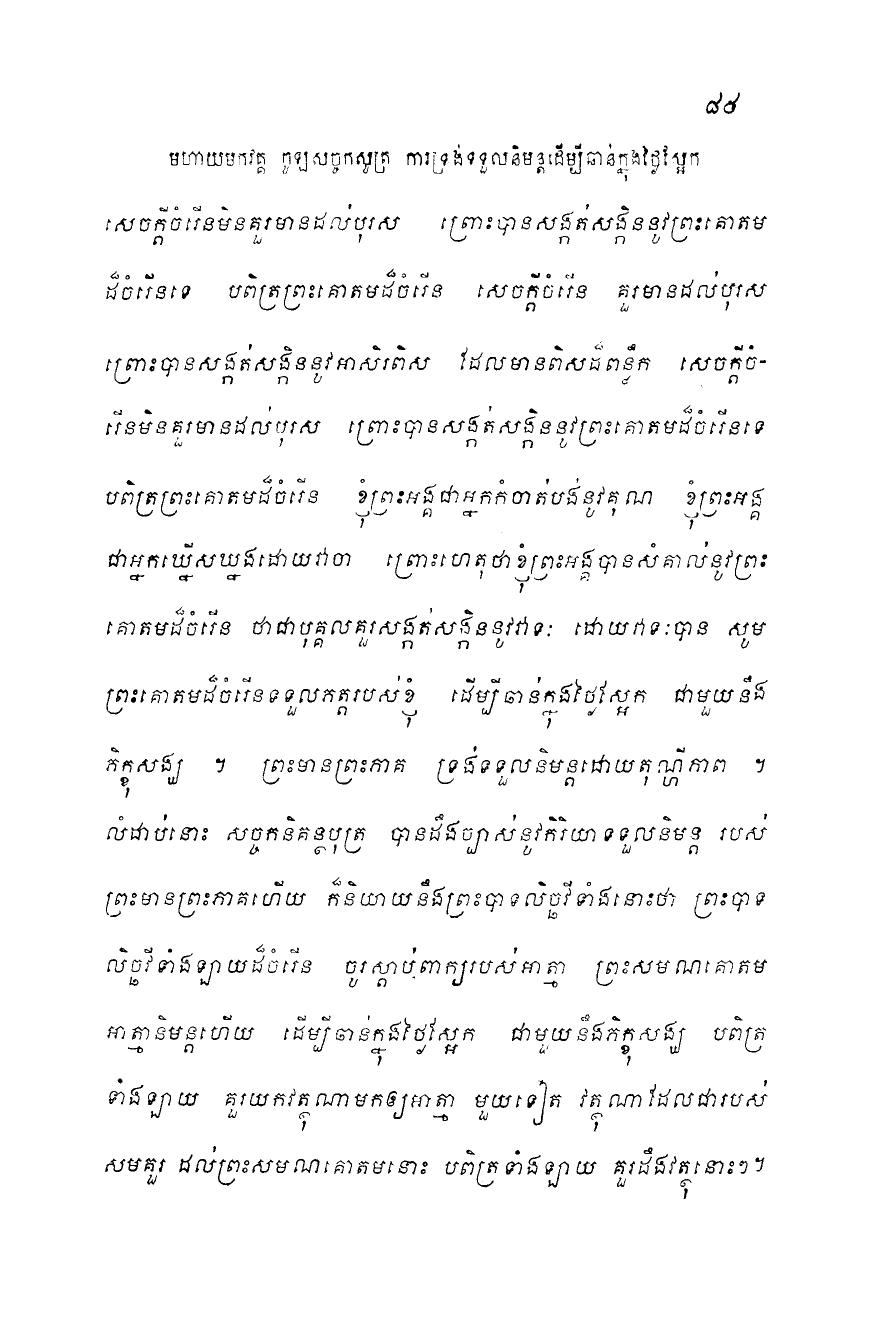 ៨៩
មហាយមកវគ្គ ចូឡសច្ចកសូត្រ ការទ្រង់ទទួលនិមន្តដើម្បីឆាន់ក្នុងថ្ងៃស្អែក
សេចក្តីចំរើនមិនគួរមានដល់បុរស ព្រោះបានសង្កត់សង្កិននូវព្រះគោតម
ដ៏ចំរើនទេ បពិត្រព្រះគោតមដ៏ចំរើន សេចក្តីចំរើន គួរមានដល់បុរស
ព្រោះបានសង្កត់សង្កិននូវអាសិរពិស ដែលមានពិសដ៏ពន្លឹក សេចក្តីចំ-
រើនមិនគួរមានដល់បុរស ព្រោះបានសង្កត់សង្កិននូវព្រះគោតមដ៏ចំរើនទេ
បពិត្រព្រះគោតមដ៏ចំរើន ខ្ញុំព្រះអង្គជាអ្នកកំចាត់បង់នូវគុណ ខ្ញុំព្រះអង្គ
ជាអ្នកឃ្នើសឃ្នងដោយវាចា ព្រោះហេតុថាខ្ញុំព្រះអង្គបានសំគាល់នូវព្រះ
គោតមដ៏ចំរើន ថាជាបុគ្គលគួរសង្កត់សង្កិននូវវាទៈ ដោយវាទៈបាន សូម
ព្រះគោតមដ៏ចំរើនទទួលភត្តរបស់ខ្ញុំ ដើម្បីឆាន់ក្នុងថ្ងៃស្អែក ជាមួយនឹង
ភិក្ខុសង្ឃ ។ ព្រះមានព្រះភាគ ទ្រង់ទទួលនិមន្តដោយតុណ្ហីភាព ។
លំដាប់នោះ សច្ចកនិគន្ថបុត្រ បានដឹងច្បាស់នូវកិរិយាទទួលនិមន្ត របស់
ព្រះមានព្រះភាគហើយ ក៏និយាយនឹងព្រះបាទលិច្ឆវីទាំងនោះថា ព្រះបាទ
លិច្ឆវីទាំងឡាយដ៏ចំរើន ចូរស្តាប់ពាក្យរបស់អាត្មា ព្រះសមណគោតម
អាត្មានិមន្តហើយ ដើម្បីឆាន់ក្នុងថ្ងៃស្អែក ជាមួយនឹងភិក្ខុសង្ឃ បពិត្រ
ទាំងឡាយ គួរយកវត្ថុណាមកឲ្យអាត្មា មួយទៀត វត្ថុណាដែលជារបស់
សមគួរ ដល់ព្រះសមណគោតមនោះ បពិត្រទាំងឡាយ គួរដឹងវត្ថុនោះៗ។